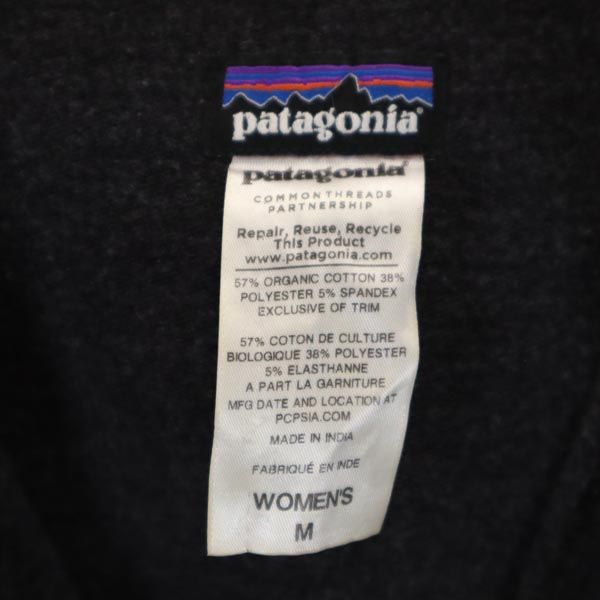 patagonia®
patagonia®
COMMONTHREADS
PARTNERSHIP
Repair, Reuse, Recycle
This Product
www.patagonia.com
57% ORGANIC COTTON 38%
POLYESTER 5% SPANDEX
EXCLUSIVE OF TRIM
57% COTON DE CULTURE
BIOLOGIQUE 38% POLYESTER
5% ELASTHANNE
A PART LA GARNITURE
MFG DATE AND LOCATION AT
PCPSIA.COM
MADE IN INDIA
FABRIQUÉ EN INDE
WOMEN'S
M